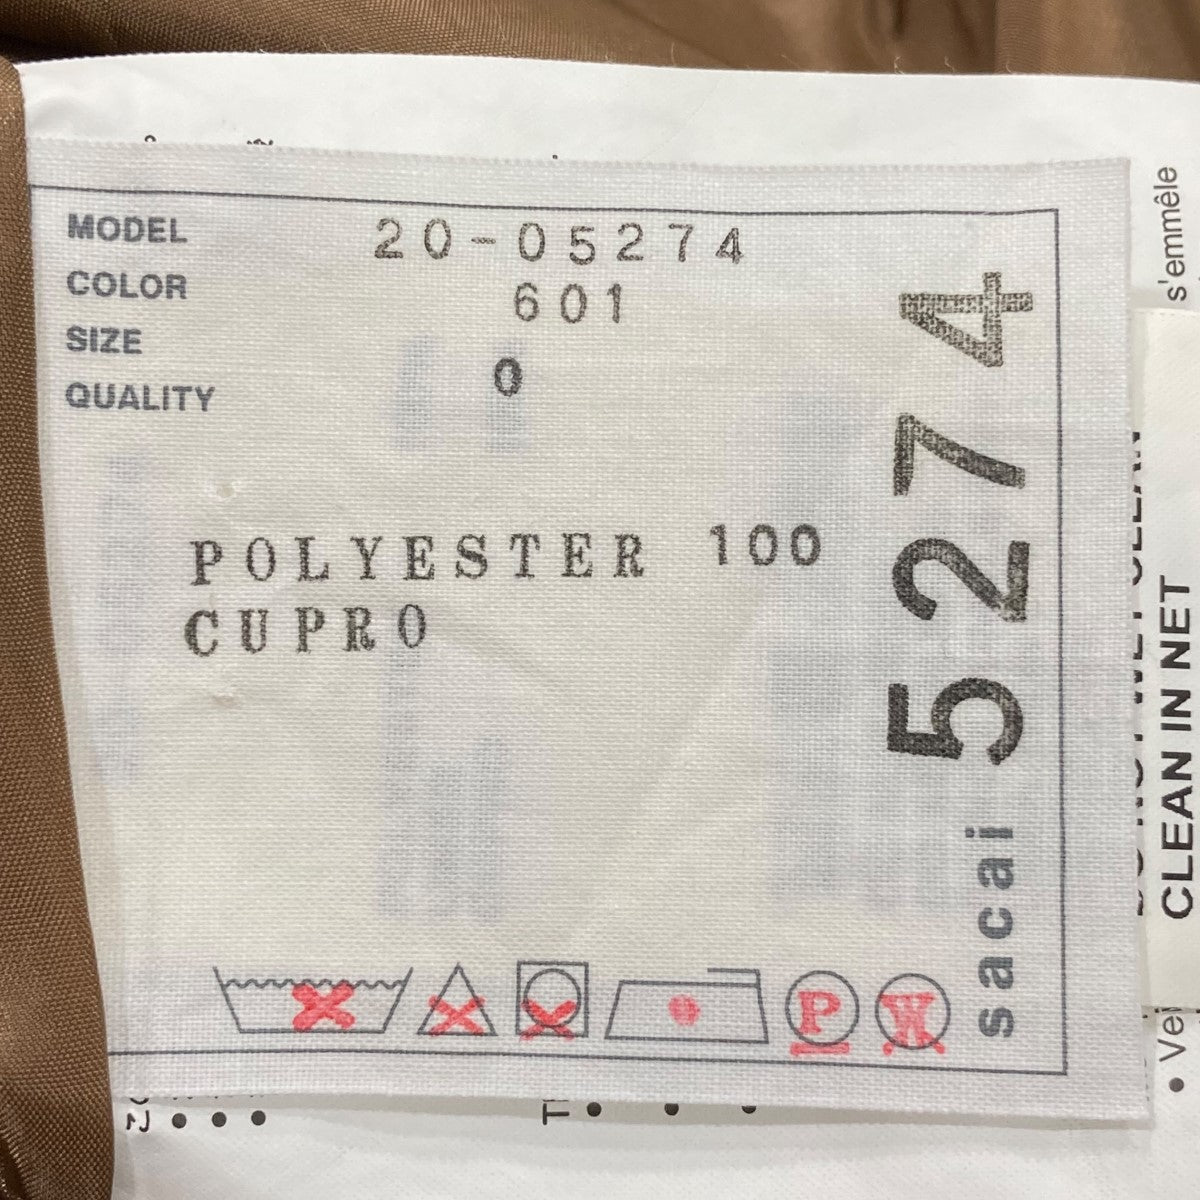 MODEL 20-05274
COLOR 601
SIZE 0
QUALITY
POLYESTER 100
CUPRO
P W
sacai 5274
s'emmêle
CLEAN IN NET